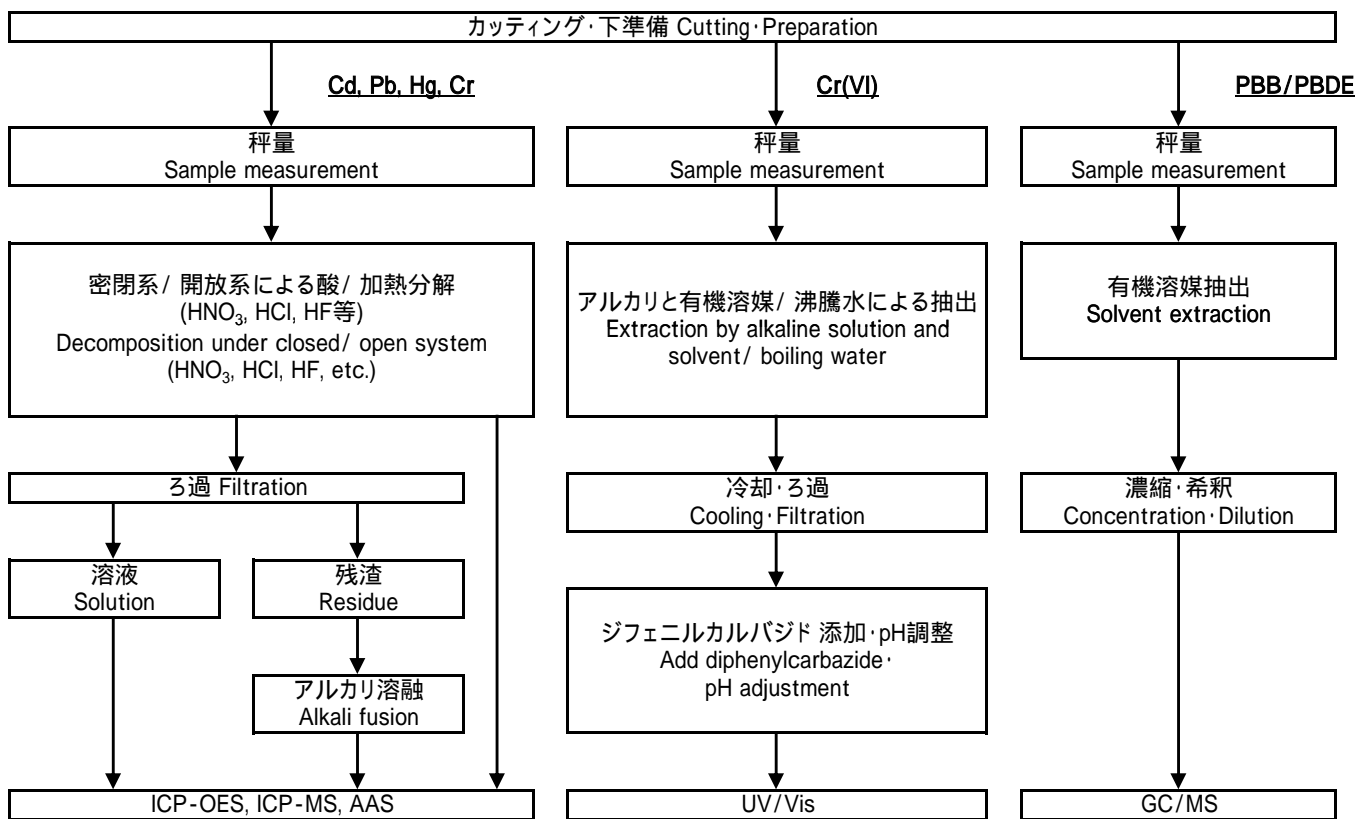 カッティング･下準備 Cutting･Preparation
Cd, Pb, Hg, Cr
Cr(VI)
PBB/PBDE
秤量
Sample measurement
秤量
Sample measurement
秤量
Sample measurement
密閉系/ 開放系による酸/ 加熱分解
(HNO₃, HCl, HF等)
Decomposition under closed/ open system
(HNO₃, HCl, HF, etc.)
アルカリと有機溶媒/ 沸騰水による抽出
Extraction by alkaline solution and
solvent/ boiling water
有機溶媒抽出
Solvent extraction
ろ過 Filtration
冷却･ろ過
Cooling･Filtration
濃縮･希釈
Concentration･Dilution
溶液
Solution
残渣
Residue
ジフェニルカルバジド 添加･pH調整
Add diphenylcarbazide･
pH adjustment
アルカリ溶融
Alkali fusion
ICP-OES, ICP-MS, AAS
UV/Vis
GC/MS